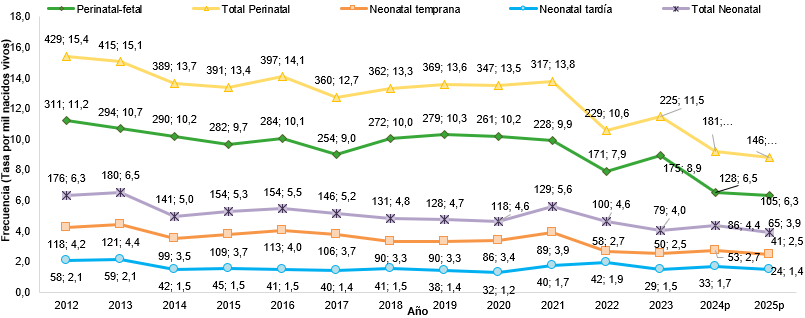 Perinatal-fetal Total Perinatal Neonatal temprana Neonatal tardía Total Neonatal
Frecuencia (Tasa por mil nacidos vivos)
18,0
16,0
14,0
12,0
10,0
8,0
6,0
4,0
2,0
0,0
429; 15,4 415; 15,1 389; 13,7 391; 13,4 397; 14,1 360; 12,7 362; 13,3 369; 13,6 347; 13,5 317; 13,8 229; 10,6 225; 11,5 181;... 146;...
311; 11,2 294; 10,7 290; 10,2 282; 9,7 284; 10,1 254; 9,0 272; 10,0 279; 10,3 261; 10,2 228; 9,9 171; 7,9 175; 8,9 128; 6,5 105; 6,3
176; 6,3 180; 6,5 141; 5,0 154; 5,3 154; 5,5 146; 5,2 131; 4,8 128; 4,7 118; 4,6 129; 5,6 100; 4,6 79; 4,0 86; 4,4 65; 3,9
118; 4,2 121; 4,4 99; 3,5 109; 3,7 113; 4,0 106; 3,7 90; 3,3 90; 3,3 86; 3,4 89; 3,9 58; 2,7 50; 2,5 53; 2,7 41; 2,5
58; 2,1 59; 2,1 42; 1,5 45; 1,5 41; 1,5 40; 1,4 41; 1,5 38; 1,4 32; 1,2 40; 1,7 42; 1,9 29; 1,5 33; 1,7 24; 1,4
2012 2013 2014 2015 2016 2017 2018 2019 2020 2021 2022 2023 2024p 2025p
Año